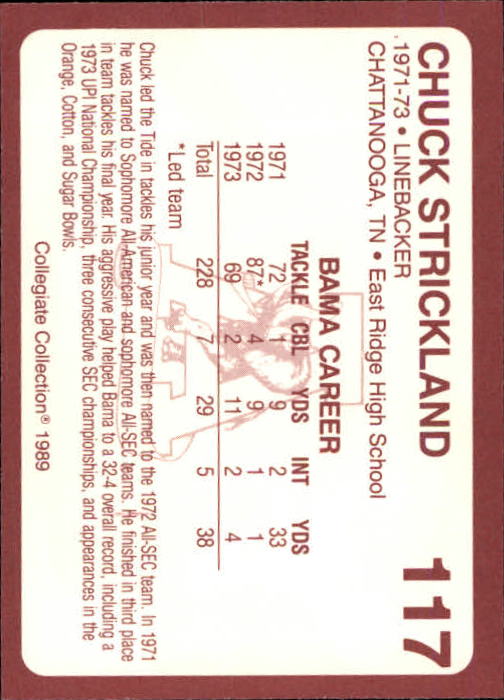 CHUCK STRICKLAND 117
1971-73 • LINEBACKER
CHATTANOOGA, TN • East Ridge High School
BAMA CAREER
TACKLE CBL YDS INT YDS
1971 72 1 9 2 33
1972 87* 4 9 1 1
1973 69 2 11 2 4
Total 228 7 29 5 38
*Led team
Chuck led the Tide in tackles his junior year and was then named to the 1972 All-SEC team. In 1971
he was named to Sophomore All-American and sophomore All-SEC teams. He finished in third place
in team tackles his final year. His aggressive play helped Bama to a 32-4 overall record, including a
1973 UPI National Championship, three consecutive SEC championships, and appearances in the
Orange, Cotton, and Sugar Bowls.
Collegiate Collection® 1989